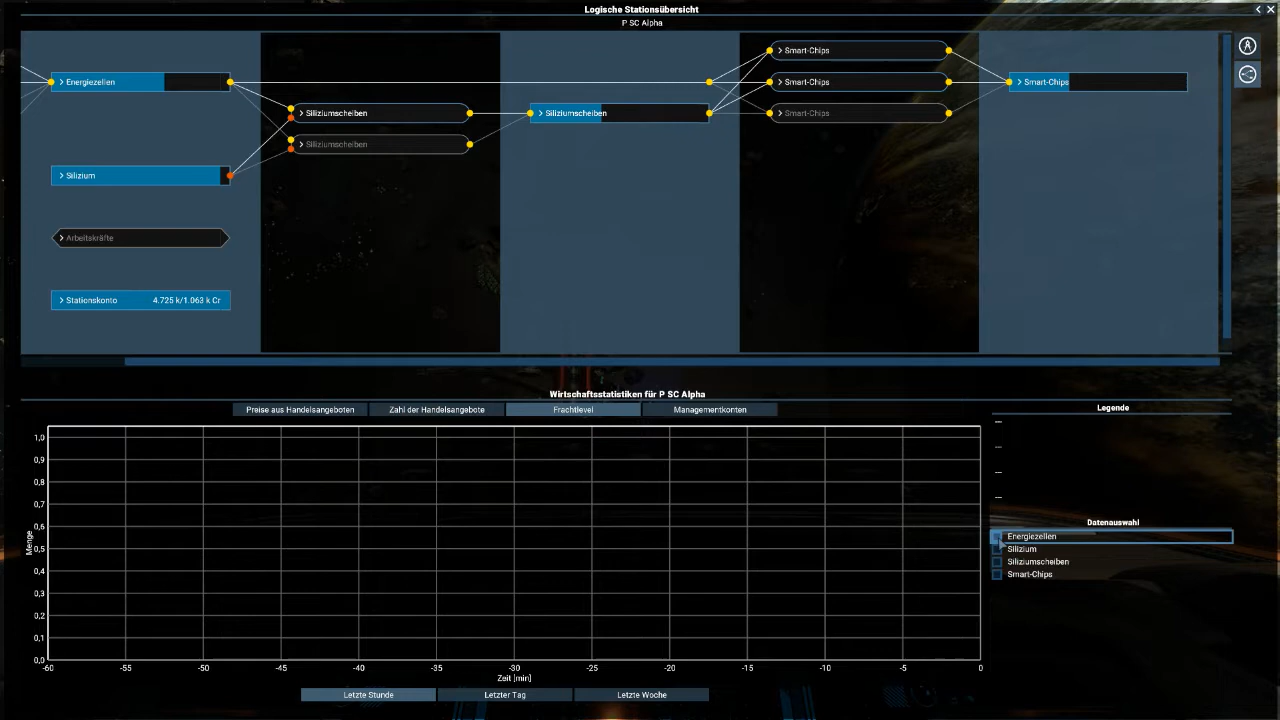 Logische Stationsübersicht
P SC Alpha
Energiezellen
Silizium
Arbeitskräfte
Stationskonto 4.725 k/1.063 k Cr
Siliziumscheiben
Siliziumscheiben
Siliziumscheiben
Smart-Chips
Smart-Chips
Smart-Chips
Smart-Chips
Wirtschaftsstatistiken für P SC Alpha
Preise aus Handelsangeboten Zahl der Handelsangebote Frachtlevel Managementkonten
Menge
1,0
0,9
0,8
0,7
0,6
0,5
0,4
0,3
0,2
0,1
0,0
-60 -55 -50 -45 -40 -35 -30 -25 -20 -15 -10 -5 0
Zeit [min]
Letzte Stunde Letzter Tag Letzte Woche
Legende
---
---
---
---
Datenauswahl
Energiezellen
Silizium
Siliziumscheiben
Smart-Chips